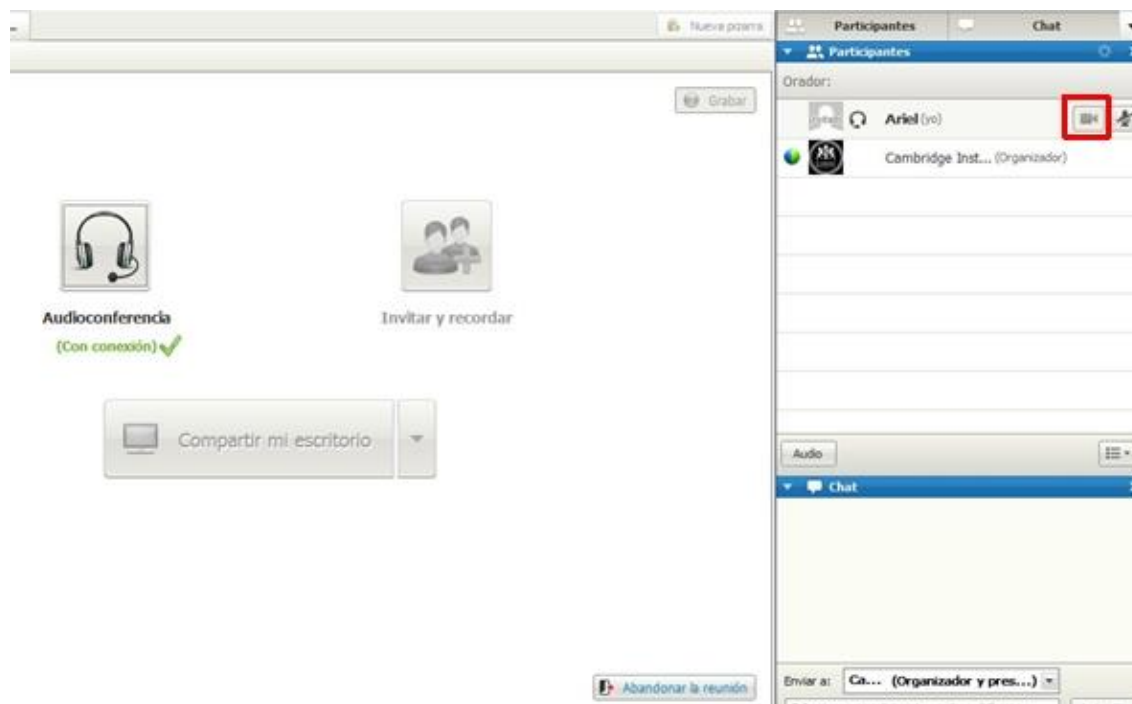 Nueva pizarra
Participantes
Chat
Participantes
Orador:
Grabar
Ariel (yo)
Cambridge Inst... (Organizador)
Audioconferencia
(Con conexión)
Invitar y recordar
Compartir mi escritorio
Audio
Chat
Abandonar la reunión
Enviar a: Ca... (Organizador y pres...)